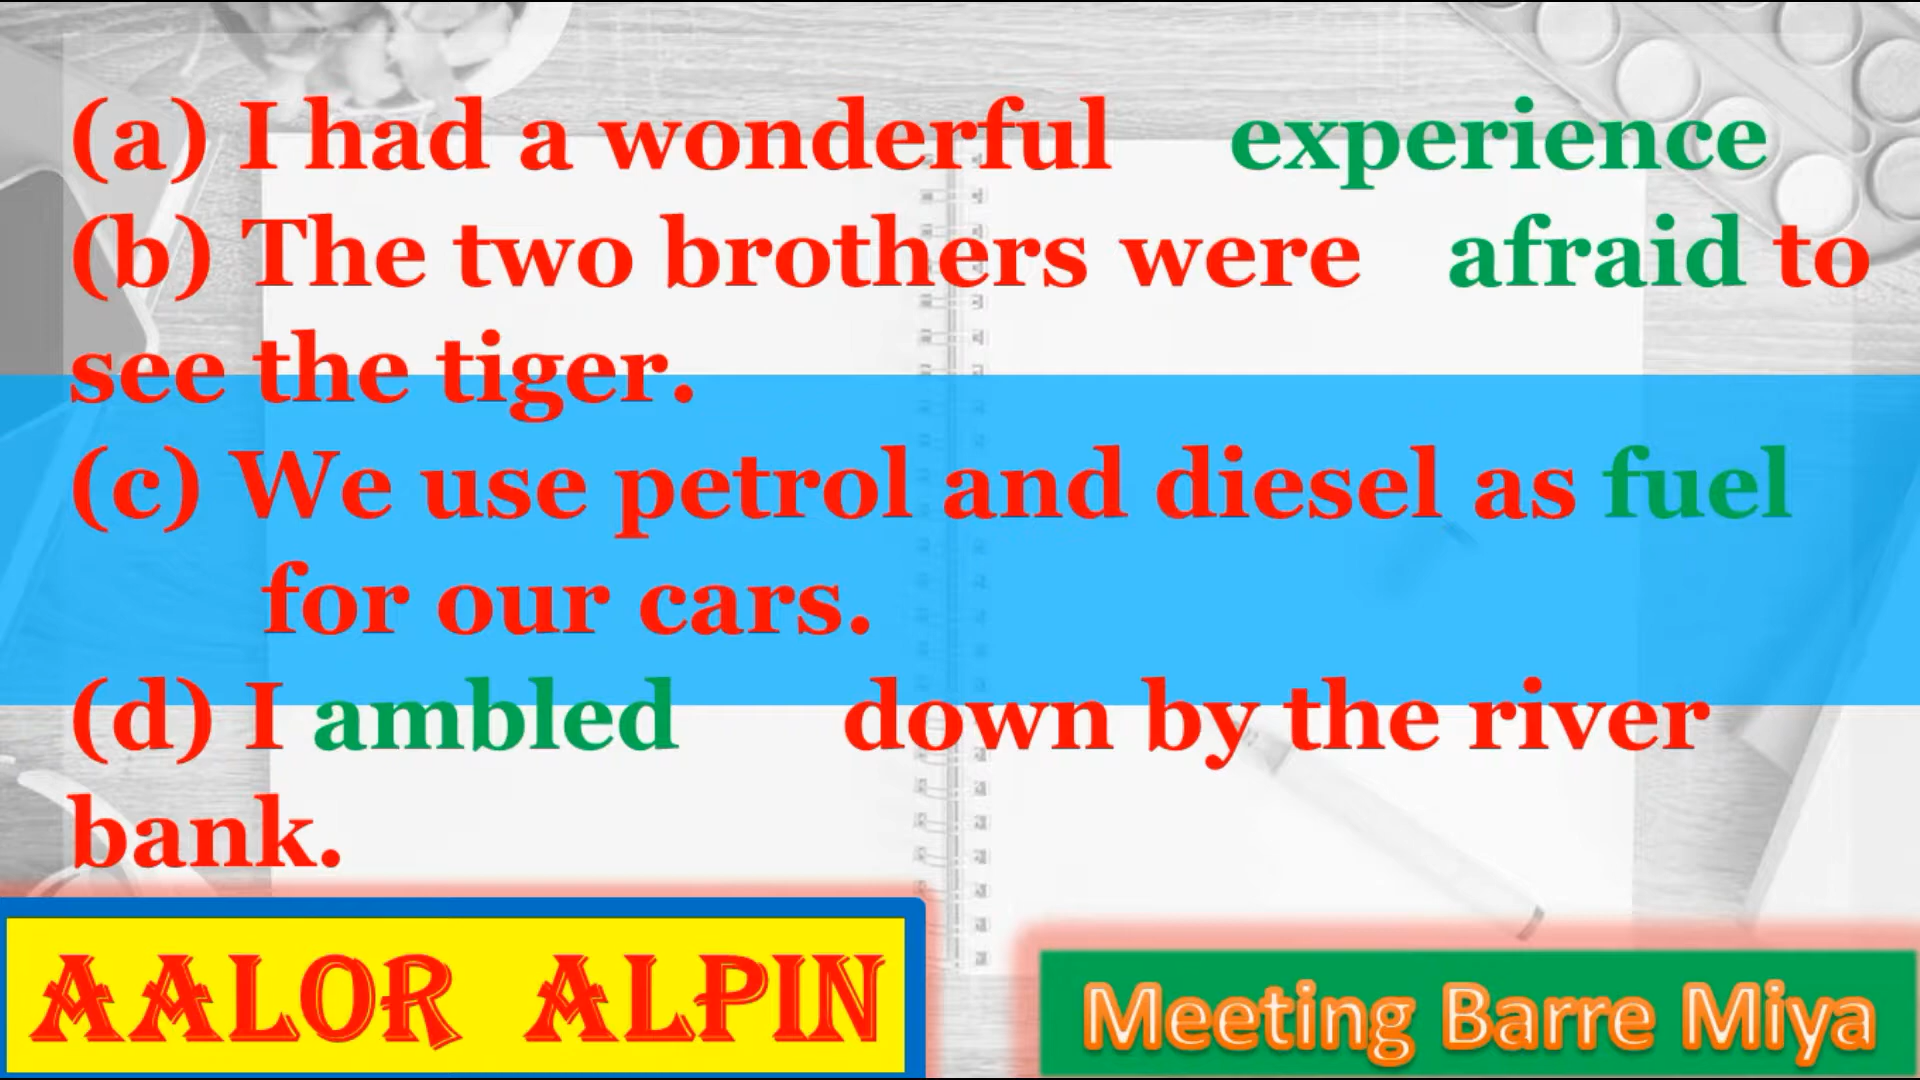 (a) I had a wonderful experience
(b) The two brothers were afraid to
see the tiger.
(c) We use petrol and diesel as fuel
for our cars.
(d) I ambled down by the river
bank.
AALOR ALPIN
Meeting Barre Miya